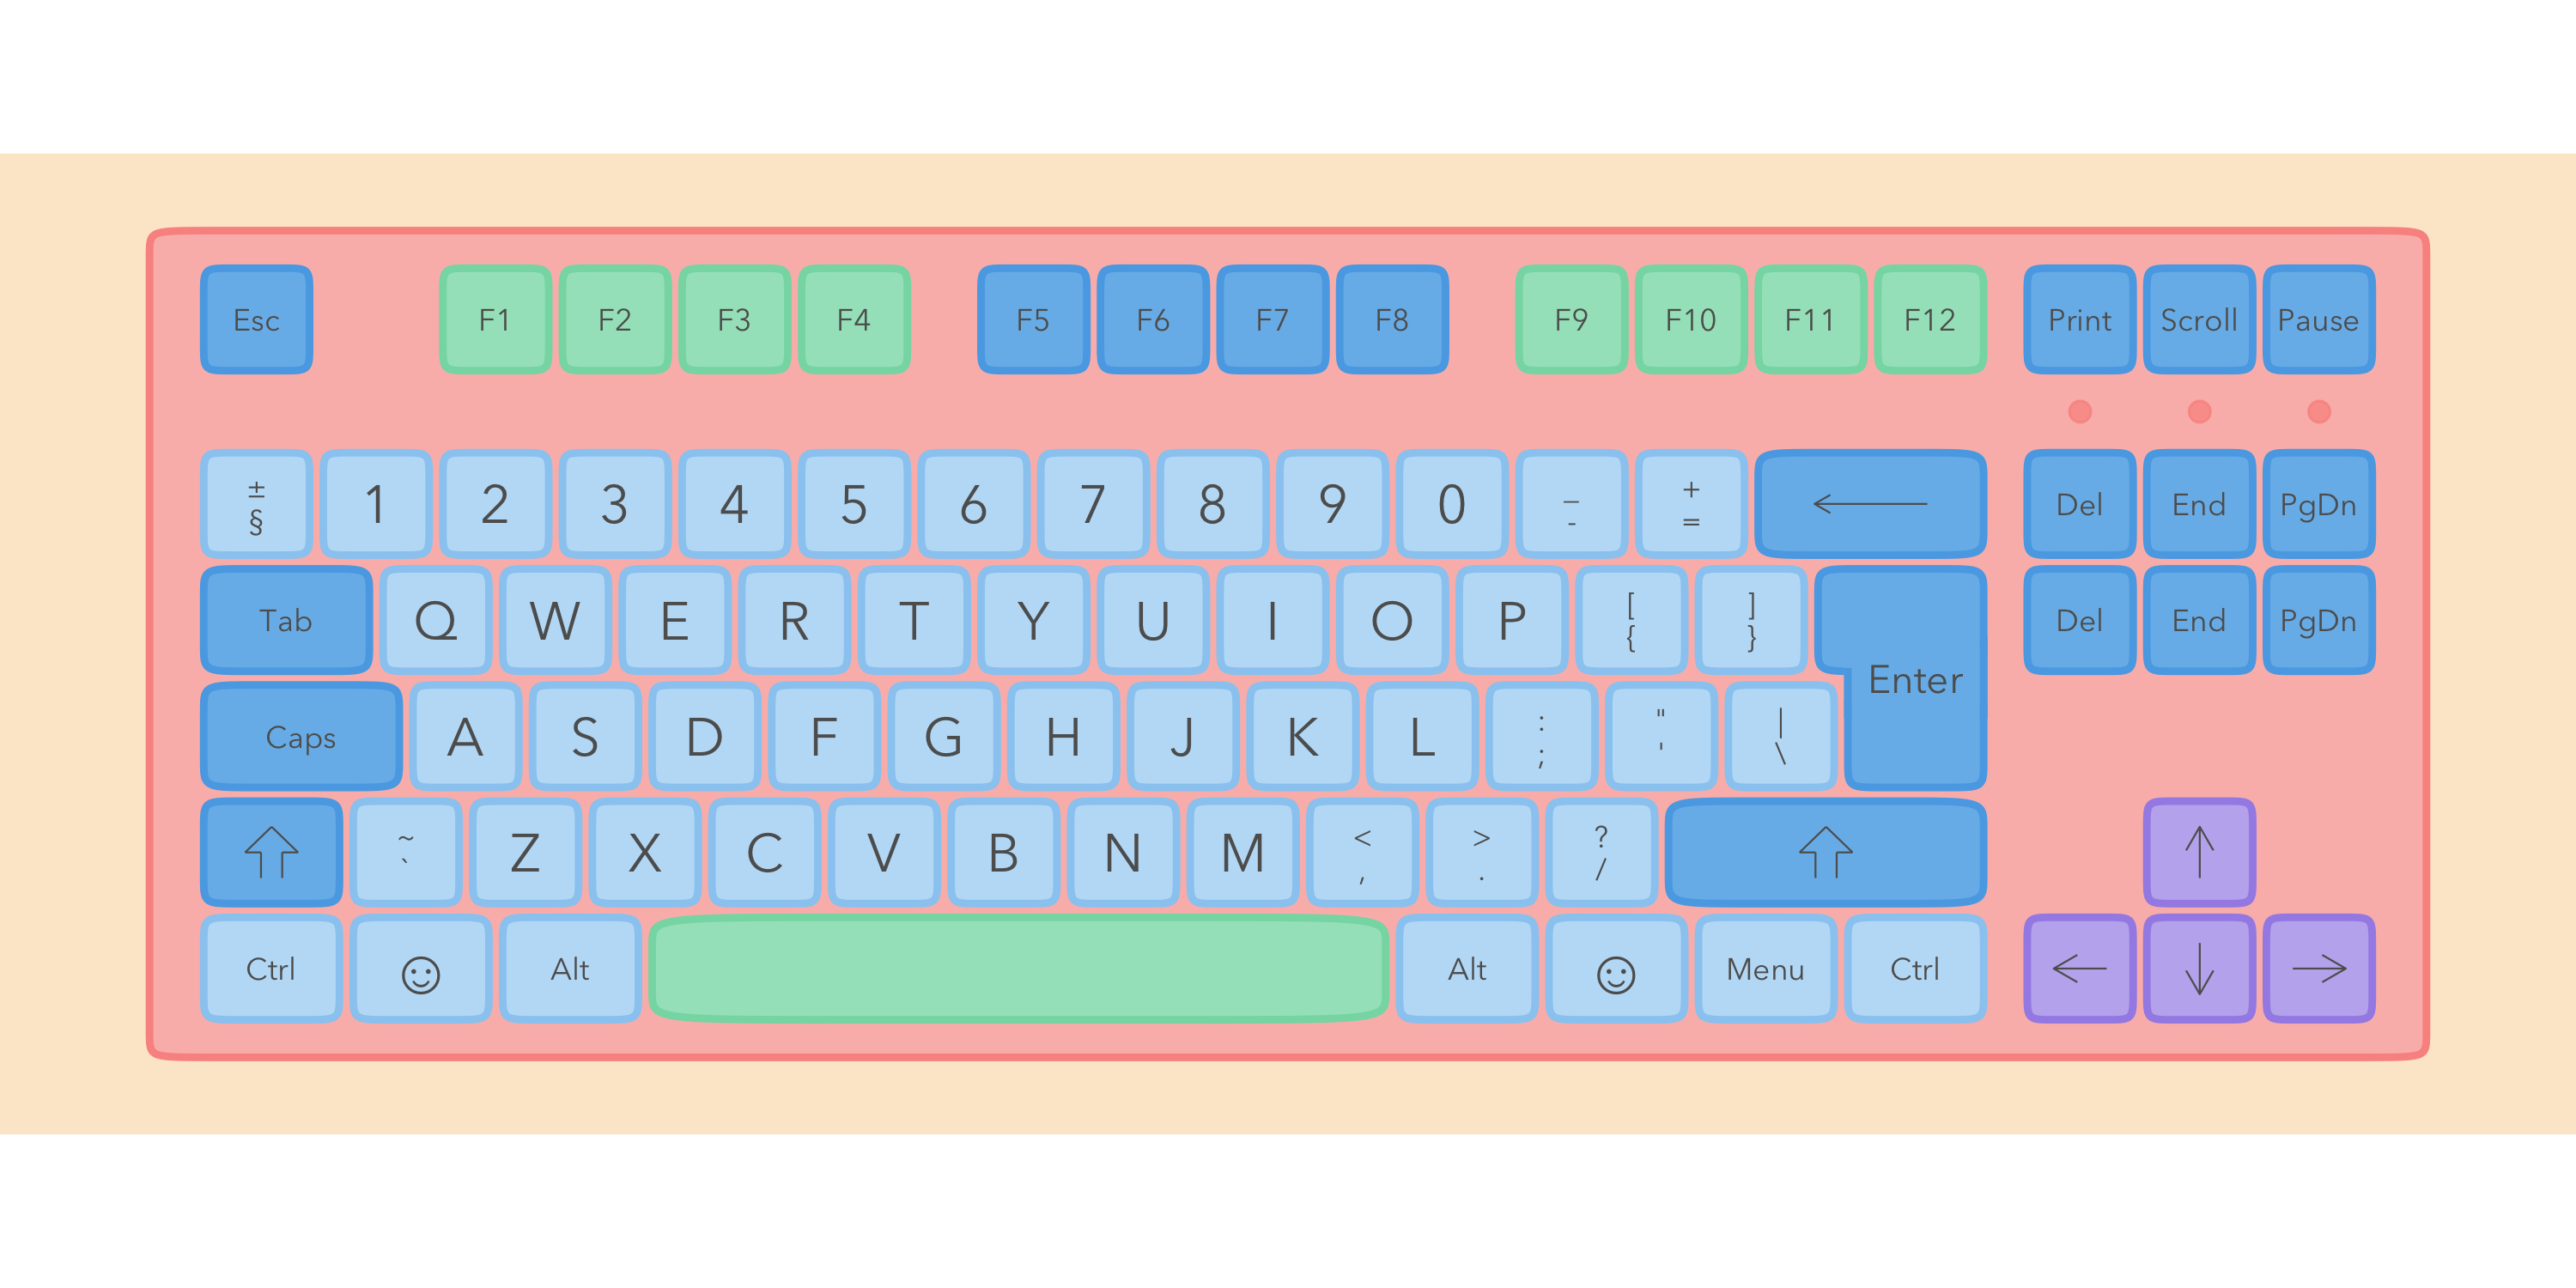 Esc F1 F2 F3 F4 F5 F6 F7 F8 F9 F10 F11 F12 Print Scroll Pause
± § 1 2 3 4 5 6 7 8 9 0 _ - + = ← Del End PgDn
Tab Q W E R T Y U I O P [ { ] } Enter Del End PgDn
Caps A S D F G H J K L : ; " ' | \
⇧ ~ ` Z X C V B N M < , > . ? / ⇧ ↑
Ctrl ☺ Alt Alt ☺ Menu Ctrl ← ↓ →